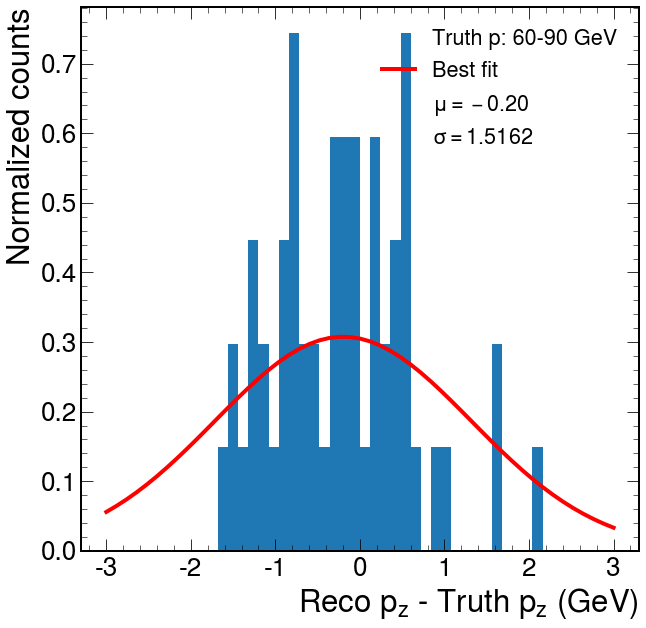 Truth p: 60-90 GeV
Best fit
μ = −0.20
σ = 1.5162
Normalized counts
0.7
0.6
0.5
0.4
0.3
0.2
0.1
0.0
-3 -2 -1 0 1 2 3
Reco p_z - Truth p_z (GeV)